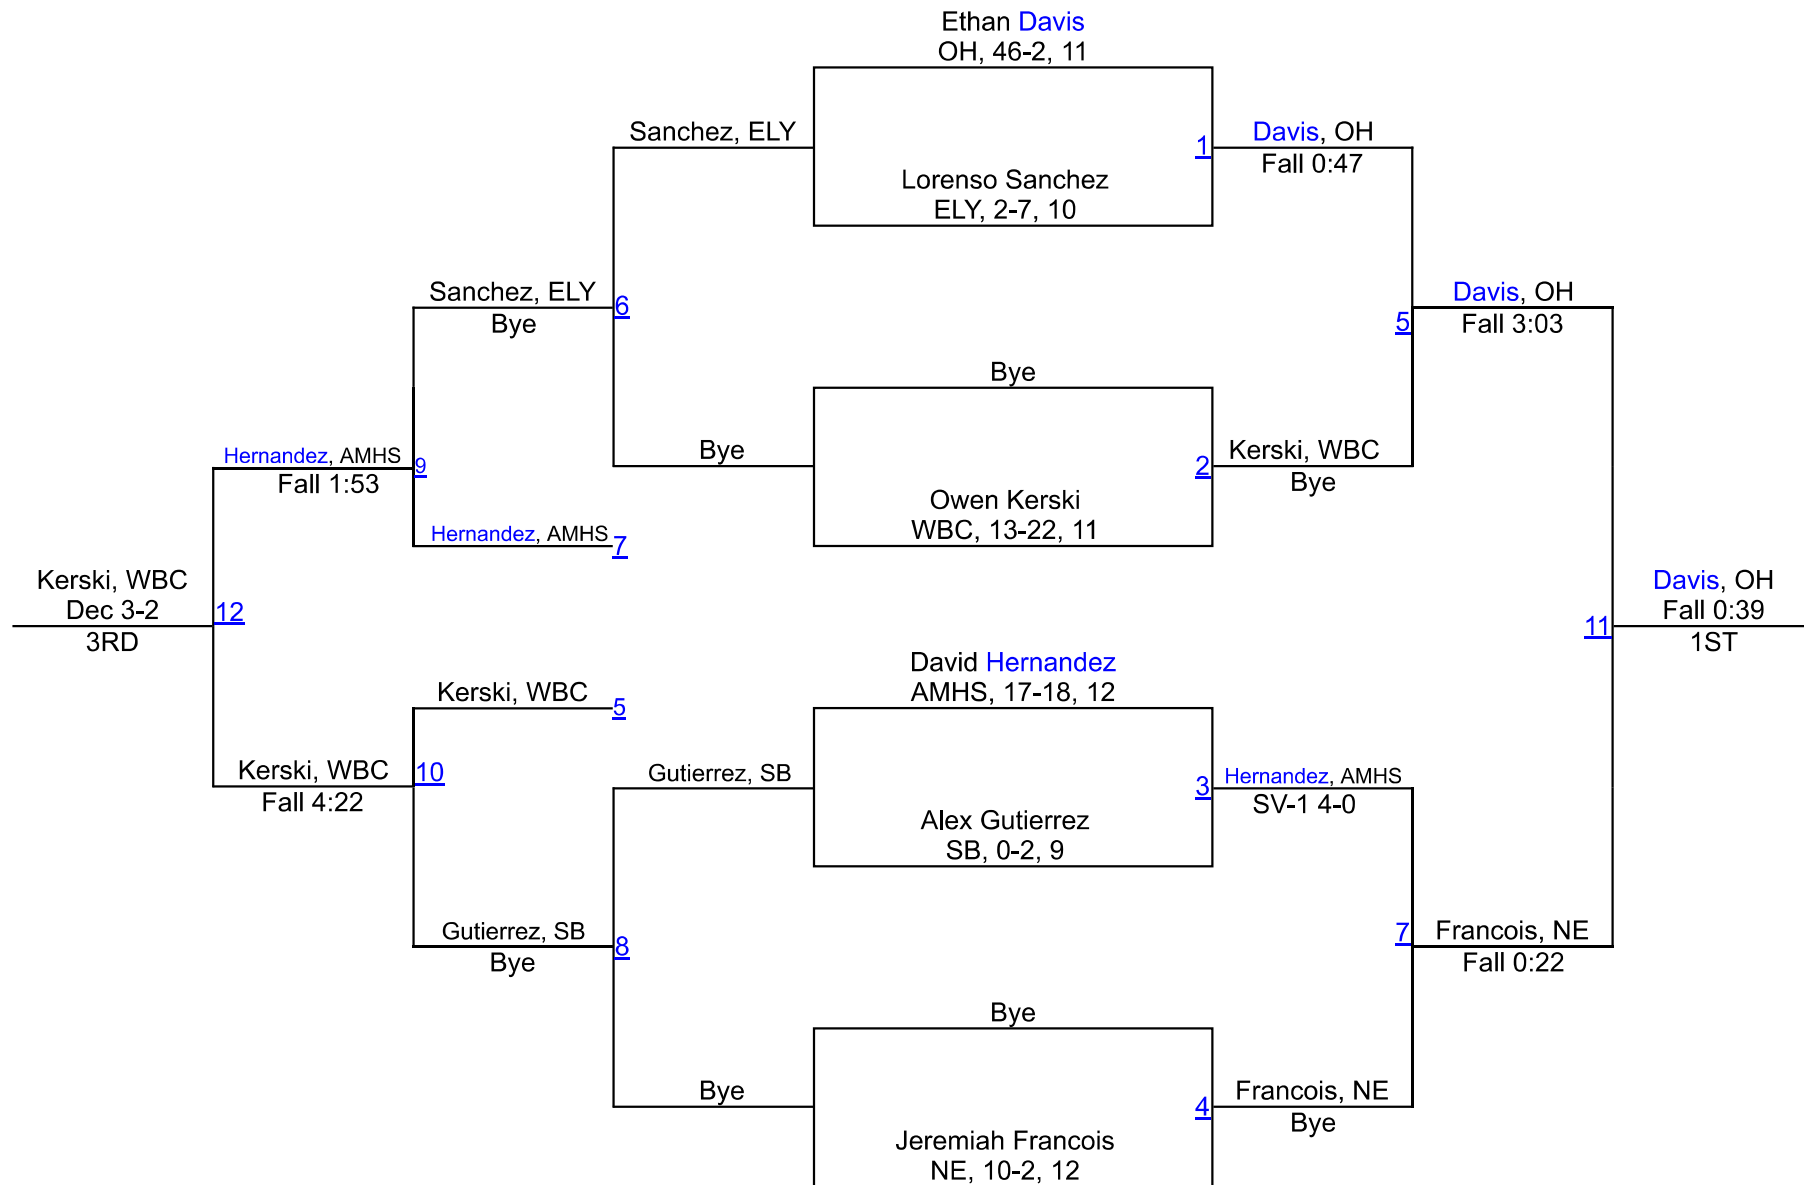 Ethan Davis
OH, 46-2, 11
Sanchez, ELY
1
Davis, OH
Fall 0:47
Lorenso Sanchez
ELY, 2-7, 10
Sanchez, ELY
Bye
6
5
Davis, OH
Fall 3:03
Bye
Hernandez, AMHS
Fall 1:53
9
Bye
2
Kerski, WBC
Bye
Owen Kerski
WBC, 13-22, 11
Hernandez, AMHS
7
Kerski, WBC
Dec 3-2
3RD
12
11
Davis, OH
Fall 0:39
1ST
David Hernandez
AMHS, 17-18, 12
Kerski, WBC
5
Kerski, WBC
Fall 4:22
10
Gutierrez, SB
3
Hernandez, AMHS
SV-1 4-0
Alex Gutierrez
SB, 0-2, 9
Gutierrez, SB
Bye
8
7
Francois, NE
Fall 0:22
Bye
Bye
4
Francois, NE
Bye
Jeremiah Francois
NE, 10-2, 12